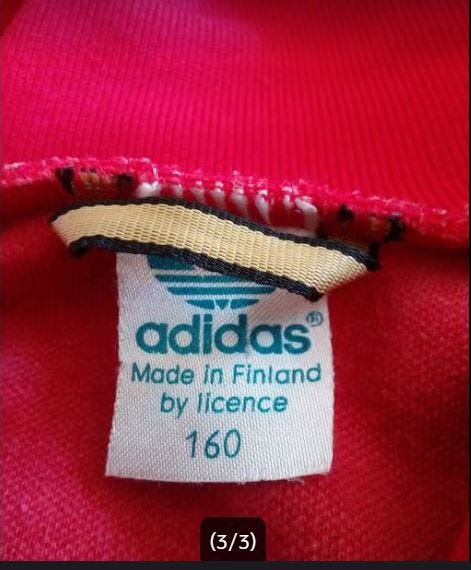 adidas®
Made in Finland
by licence
160
(3/3)